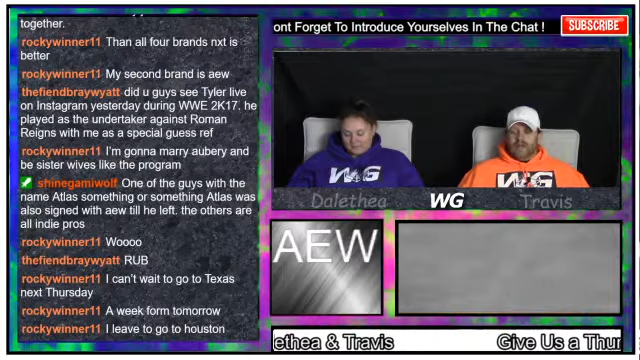 together.
rockywinner11 Than all four brands nxt is
better
rockywinner11 My second brand is aew
thefiendbraywyatt did u guys see Tyler live
on Instagram yesterday during WWE 2K17. he
played as the undertaker against Roman
Reigns with me as a special guess ref
rockywinner11 I'm gonna marry aubery and
be sister wives like the program
shinegamiwolf One of the guys with the
name Atlas something or something Atlas was
also signed with aew till he left. the others are
all indie pros
rockywinner11 Woooo
thefiendbraywyatt RUB
rockywinner11 I can't wait to go to Texas
next Thursday
rockywinner11 A week form tomorrow
rockywinner11 I leave to go to houston
ont Forget To Introduce Yourselves In The Chat !
SUBSCRIBE
WG
WG
Dalethea
WG
Travis
AEW
ethea & Travis
Give Us a Thur